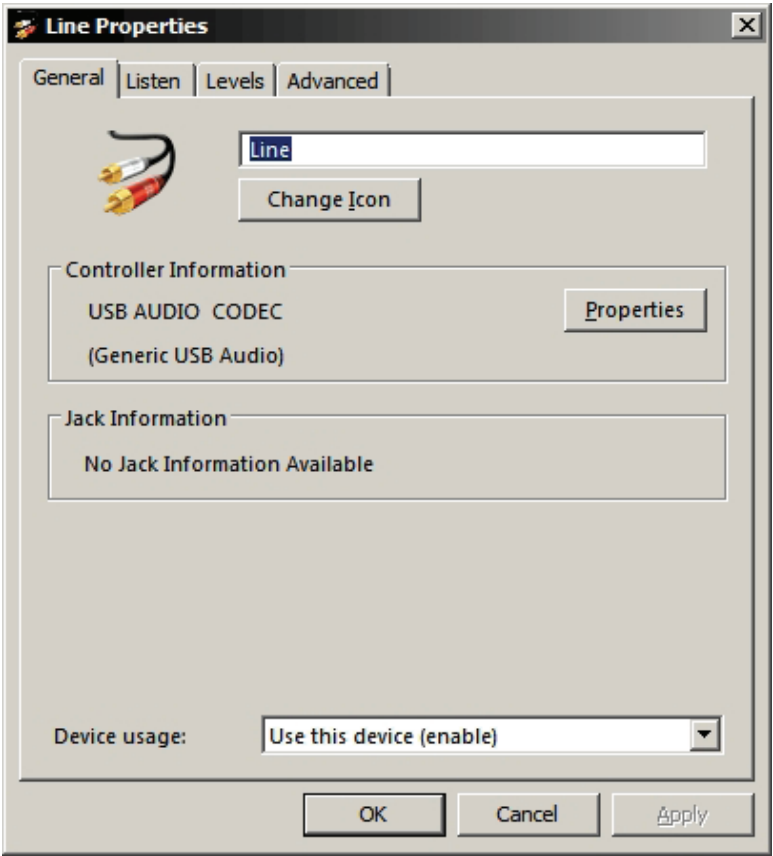 Line Properties
General Listen Levels Advanced
Line
Change Icon
Controller Information
USB AUDIO  CODEC
Properties
(Generic USB Audio)
Jack Information
No Jack Information Available
Device usage:
Use this device (enable)
OK Cancel Apply